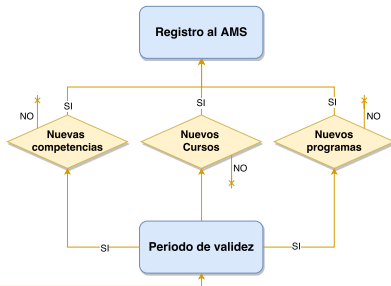 Registro al AMS
SI
SI
SI
NO
NO
Nuevas
competencias
Nuevos
Cursos
Nuevos
programas
NO
SI
Periodo de validez
SI